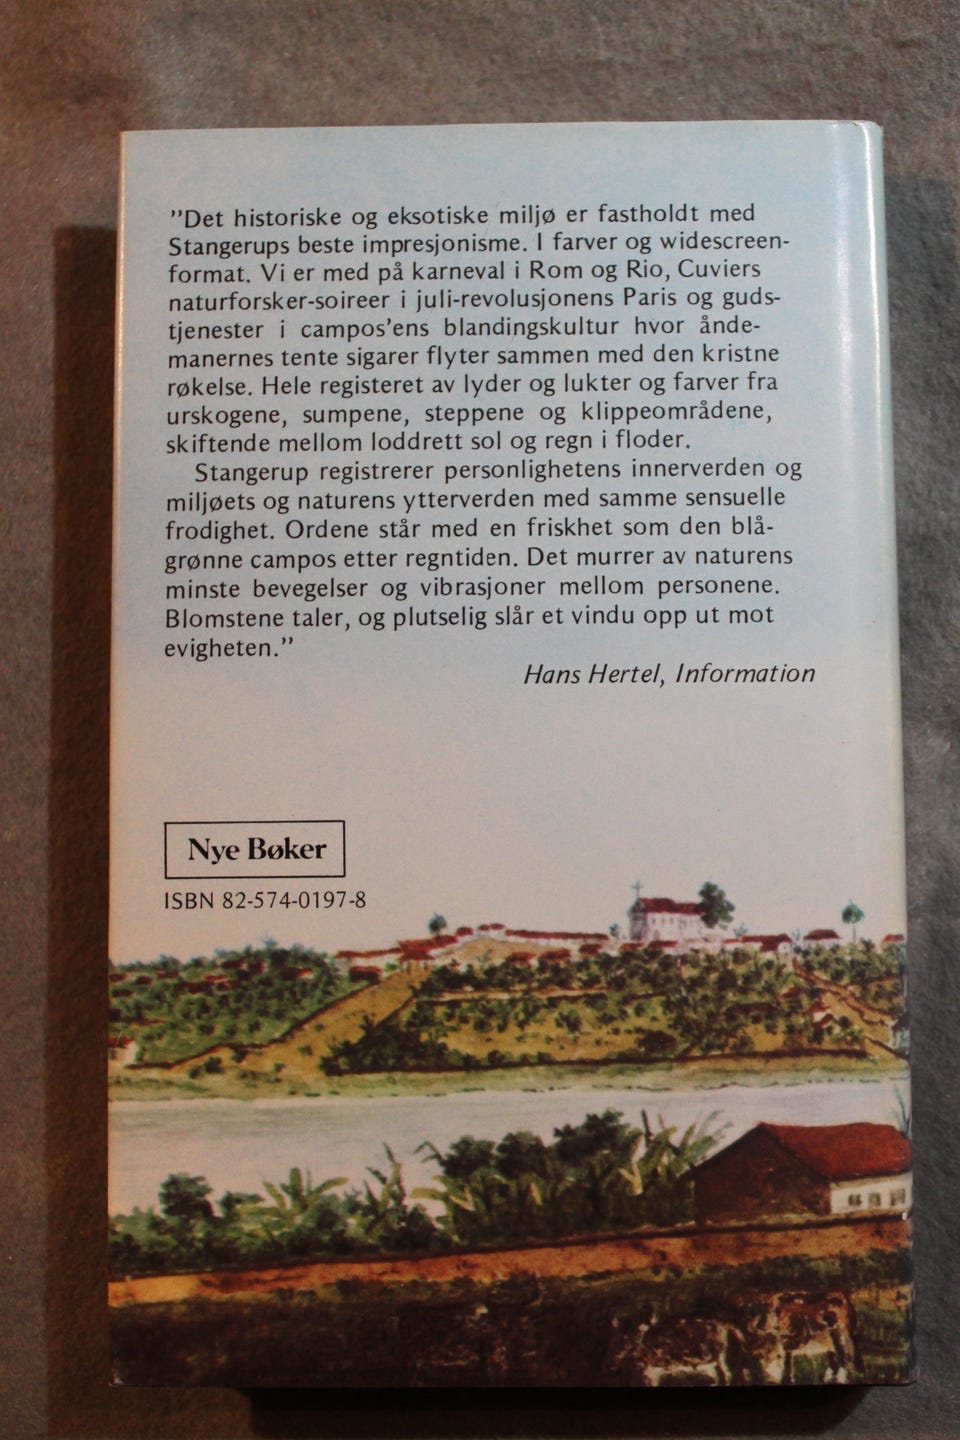 ”Det historiske og eksotiske miljø er fastholdt med
Stangerups beste impresjonisme. I farver og widescreen-
format. Vi er med på karneval i Rom og Rio, Cuviers
naturforsker-soireer i juli-revolusjonens Paris og guds-
tjenester i campos’ens blandingskultur hvor ånde-
manernes tente sigarer flyter sammen med den kristne
røkelse. Hele registeret av lyder og lukter og farver fra
urskogene, sumpene, steppene og klippeområdene,
skiftende mellom loddrett sol og regn i floder.
Stangerup registrerer personlighetens innerverden og
miljøets og naturens ytterverden med samme sensuelle
frodighet. Ordene står med en friskhet som den blå-
grønne campos etter regntiden. Det murrer av naturens
minste bevegelser og vibrasjoner mellom personene.
Blomstene taler, og plutselig slår et vindu opp ut mot
evigheten.”
Hans Hertel, Information
Nye Bøker
ISBN 82-574-0197-8